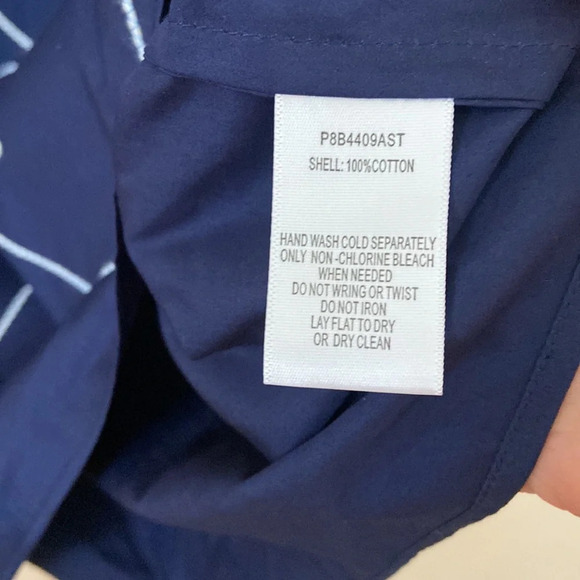 P8B4409AST
SHELL: 100%COTTON
HAND WASH COLD SEPARATELY
ONLY NON-CHLORINE BLEACH
WHEN NEEDED
DO NOT WRING OR TWIST
DO NOT IRON
LAY FLAT TO DRY
OR DRY CLEAN